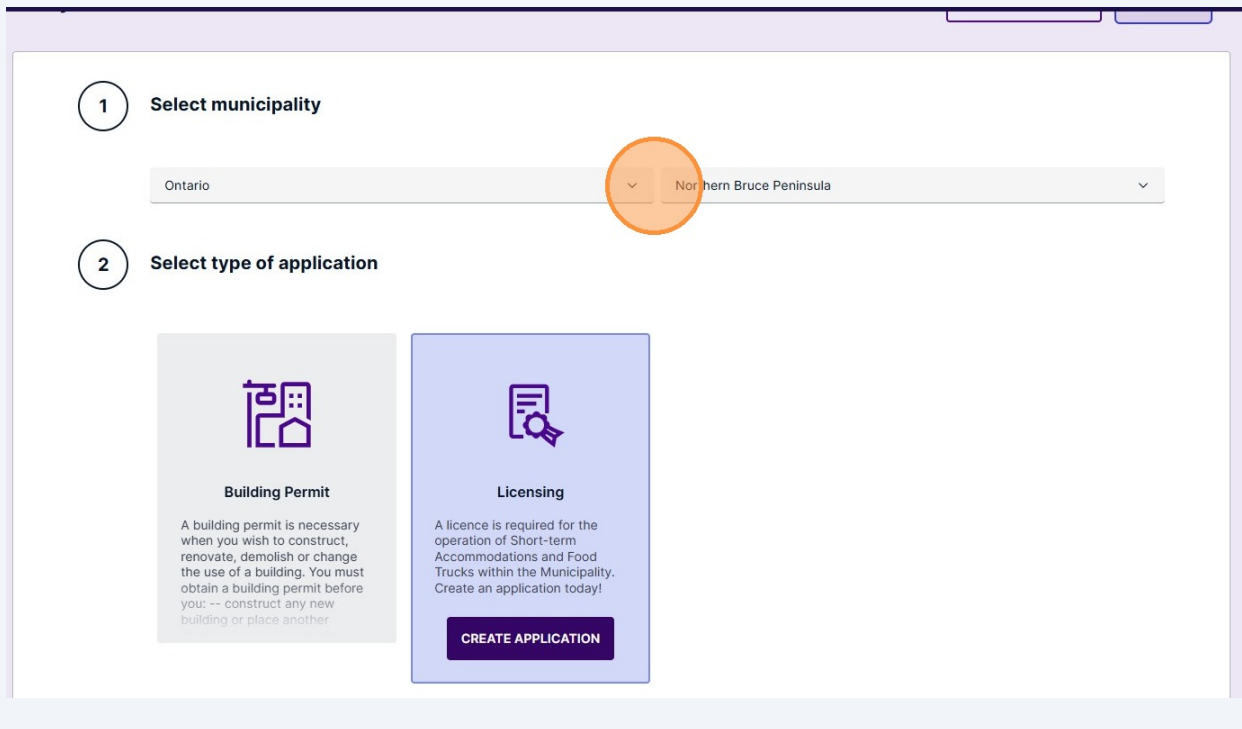 1
Select municipality
Ontario
Northern Bruce Peninsula
2
Select type of application
Building Permit
A building permit is necessary
when you wish to construct,
renovate, demolish or change
the use of a building. You must
obtain a building permit before
you: -- construct any new
building or place another
Licensing
A licence is required for the
operation of Short-term
Accommodations and Food
Trucks within the Municipality.
Create an application today!
CREATE APPLICATION